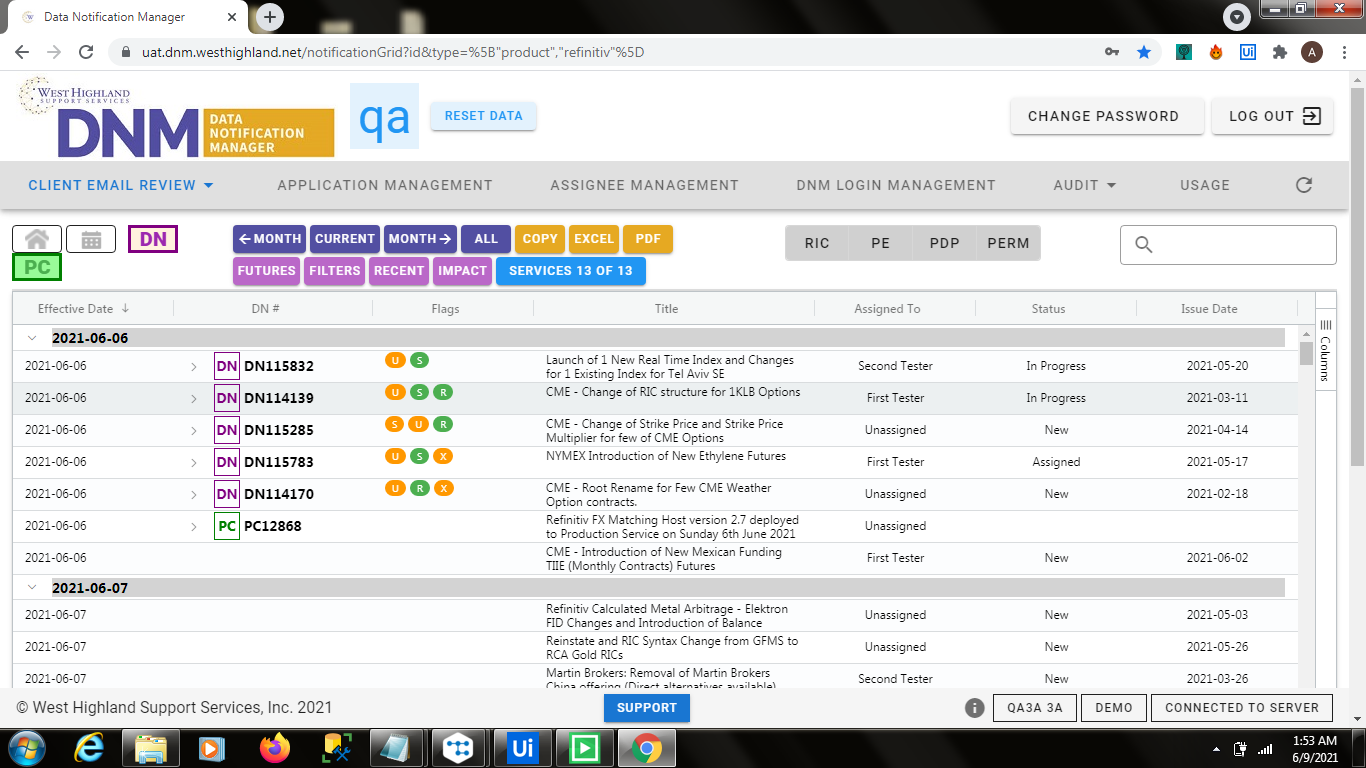 Data Notification Manager
uat.dnm.westhighland.net/notificationGrid?id&type=%5B"product","refinitiv"%5D
Ui
A
WEST HIGHLAND
SUPPORT SERVICES
DNM DATA NOTIFICATION MANAGER
qa
RESET DATA
CHANGE PASSWORD
LOG OUT
CLIENT EMAIL REVIEW APPLICATION MANAGEMENT ASSIGNEE MANAGEMENT DNM LOGIN MANAGEMENT AUDIT USAGE
DN
PC
MONTH CURRENT MONTH ALL COPY EXCEL PDF
FUTURES FILTERS RECENT IMPACT SERVICES 13 OF 13
RIC PE PDP PERM
Effective Date DN # Flags Title Assigned To Status Issue Date
Columns
2021-06-06
2021-06-06 DN DN115832 U S Launch of 1 New Real Time Index and Changes
for 1 Existing Index for Tel Aviv SE Second Tester In Progress 2021-05-20
2021-06-06 DN DN114139 U S R CME - Change of RIC structure for 1KLB Options First Tester In Progress 2021-03-11
2021-06-06 DN DN115285 S U R CME - Change of Strike Price and Strike Price
Multiplier for few of CME Options Unassigned New 2021-04-14
2021-06-06 DN DN115783 U S X NYMEX Introduction of New Ethylene Futures First Tester Assigned 2021-05-17
2021-06-06 DN DN114170 U R X CME - Root Rename for Few CME Weather
Option contracts. Unassigned New 2021-02-18
2021-06-06 PC PC12868 Refinitiv FX Matching Host version 2.7 deployed
to Production Service on Sunday 6th June 2021 Unassigned
2021-06-06 CME - Introduction of New Mexican Funding
TIIE (Monthly Contracts) Futures First Tester New 2021-06-02
2021-06-07
2021-06-07 Refinitiv Calculated Metal Arbitrage - Elektron
FID Changes and Introduction of Balance Unassigned New 2021-05-03
2021-06-07 Reinstate and RIC Syntax Change from GFMS to
RCA Gold RICs Unassigned New 2021-05-26
2021-06-07 Martin Brokers: Removal of Martin Brokers
China offering (Direct alternatives available) Second Tester New 2021-03-26
© West Highland Support Services, Inc. 2021
SUPPORT
QA3A 3A
DEMO
CONNECTED TO SERVER
Ui
1:53 AM
6/9/2021